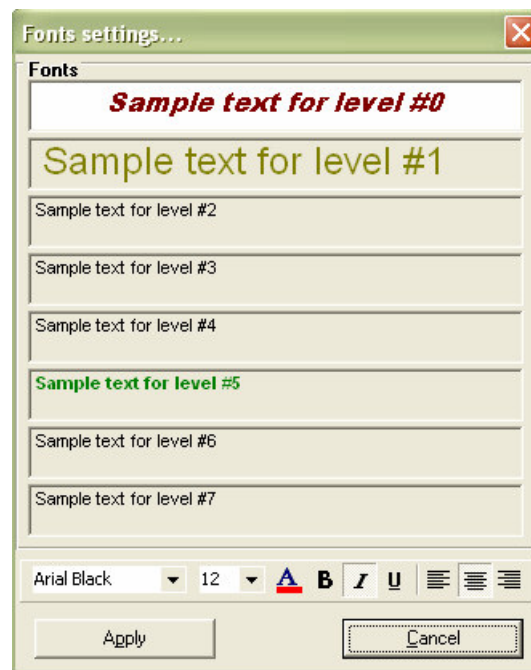 Fonts settings...
Fonts
Sample text for level #0
Sample text for level #1
Sample text for level #2
Sample text for level #3
Sample text for level #4
Sample text for level #5
Sample text for level #6
Sample text for level #7
Arial Black 12 A B I U
Apply Cancel